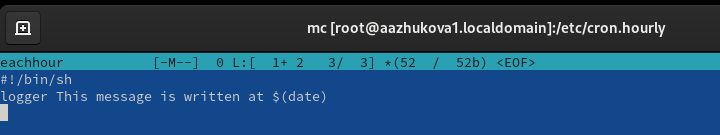 mc [root@aazhukova1.localdomain]:/etc/cron.hourly
eachhour [-M--] 0 L:[ 1+ 2 3/ 3] *(52 / 52b) <EOF>
#!/bin/sh
logger This message is written at $(date)